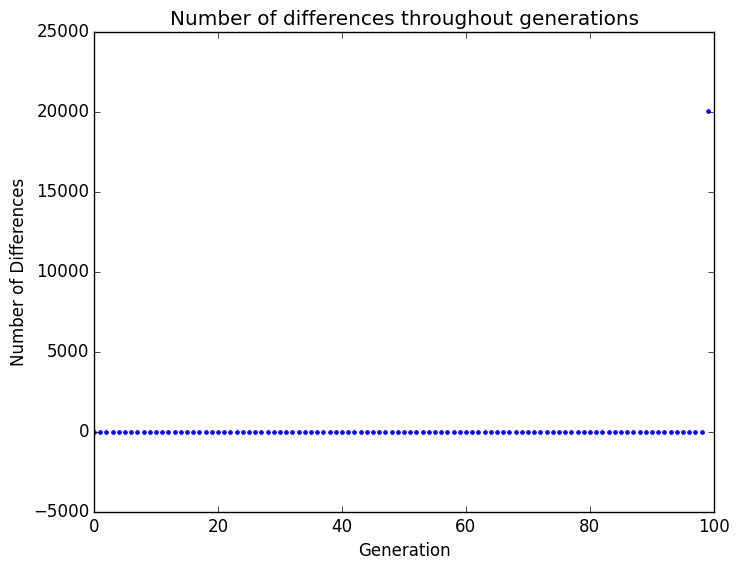 Number of differences throughout generations
25000
20000
15000
10000
5000
0
−5000
Number of Differences
0 20 40 60 80 100
Generation